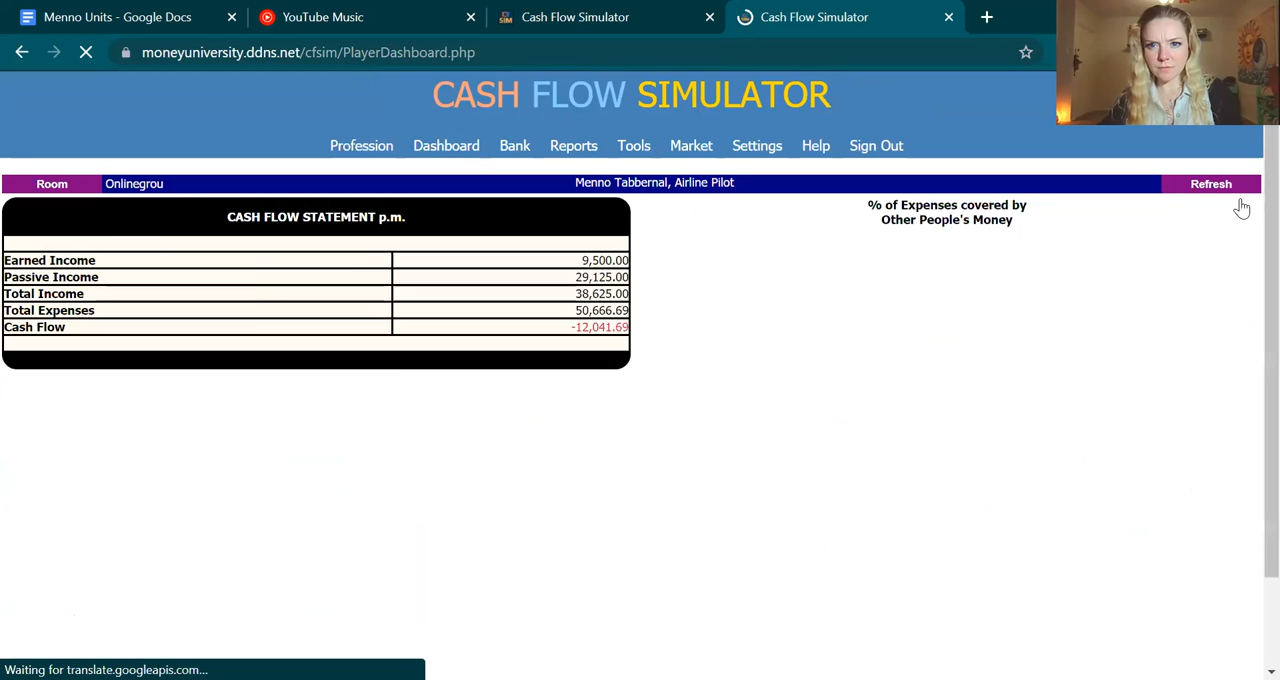 Menno Units - Google Docs
YouTube Music
Cash Flow Simulator
Cash Flow Simulator
moneyuniversity.ddns.net/cfsim/PlayerDashboard.php
CASH FLOW SIMULATOR
Profession Dashboard Bank Reports Tools Market Settings Help Sign Out
Room Onlinegrou Menno Tabbernal, Airline Pilot Refresh
CASH FLOW STATEMENT p.m.
Earned Income 9,500.00
Passive Income 29,125.00
Total Income 38,625.00
Total Expenses 50,666.69
Cash Flow -12,041.69
% of Expenses covered by
Other People's Money
Waiting for translate.googleapis.com...